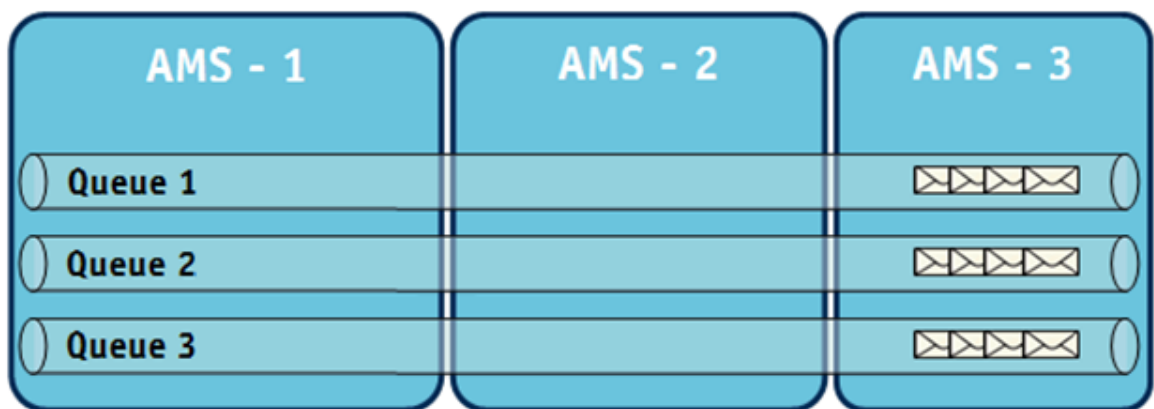 AMS - 1
AMS - 2
AMS - 3
Queue 1
Queue 2
Queue 3